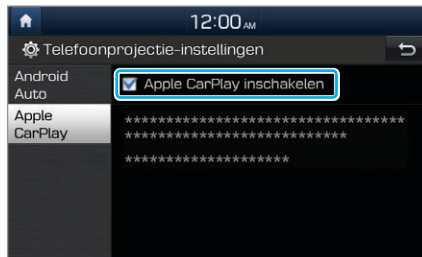 12:00 AM
Telefoonprojectie-instellingen
Android
Auto
Apple CarPlay inschakelen
Apple
CarPlay
***********************************
****************************
*********************